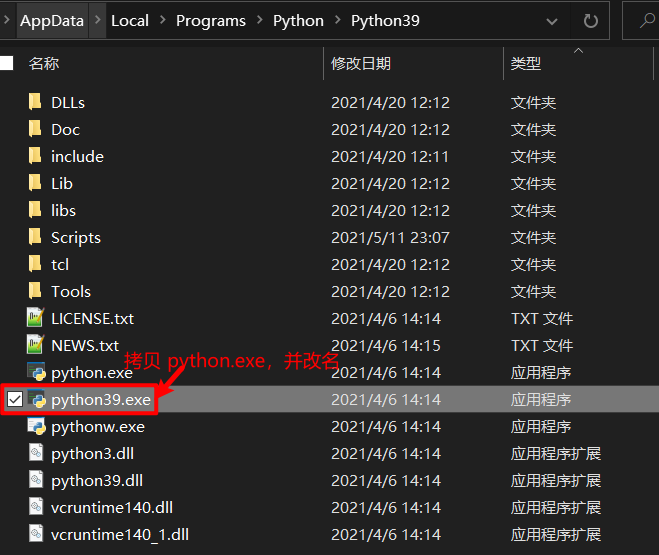 AppData > Local > Programs > Python > Python39
名称 修改日期 类型
DLLs 2021/4/20 12:12 文件夹
Doc 2021/4/20 12:12 文件夹
include 2021/4/20 12:11 文件夹
Lib 2021/4/20 12:12 文件夹
libs 2021/4/20 12:12 文件夹
Scripts 2021/5/11 23:07 文件夹
tcl 2021/4/20 12:12 文件夹
Tools 2021/4/20 12:12 文件夹
LICENSE.txt 2021/4/6 14:14 TXT 文件
NEWS.txt 2021/4/6 14:15 TXT 文件
拷贝 python.exe，并改名
python.exe 2021/4/6 14:14 应用程序
python39.exe 2021/4/6 14:14 应用程序
pythonw.exe 2021/4/6 14:14 应用程序
python3.dll 2021/4/6 14:14 应用程序扩展
python39.dll 2021/4/6 14:14 应用程序扩展
vcruntime140.dll 2021/4/6 14:14 应用程序扩展
vcruntime140_1.dll 2021/4/6 14:14 应用程序扩展